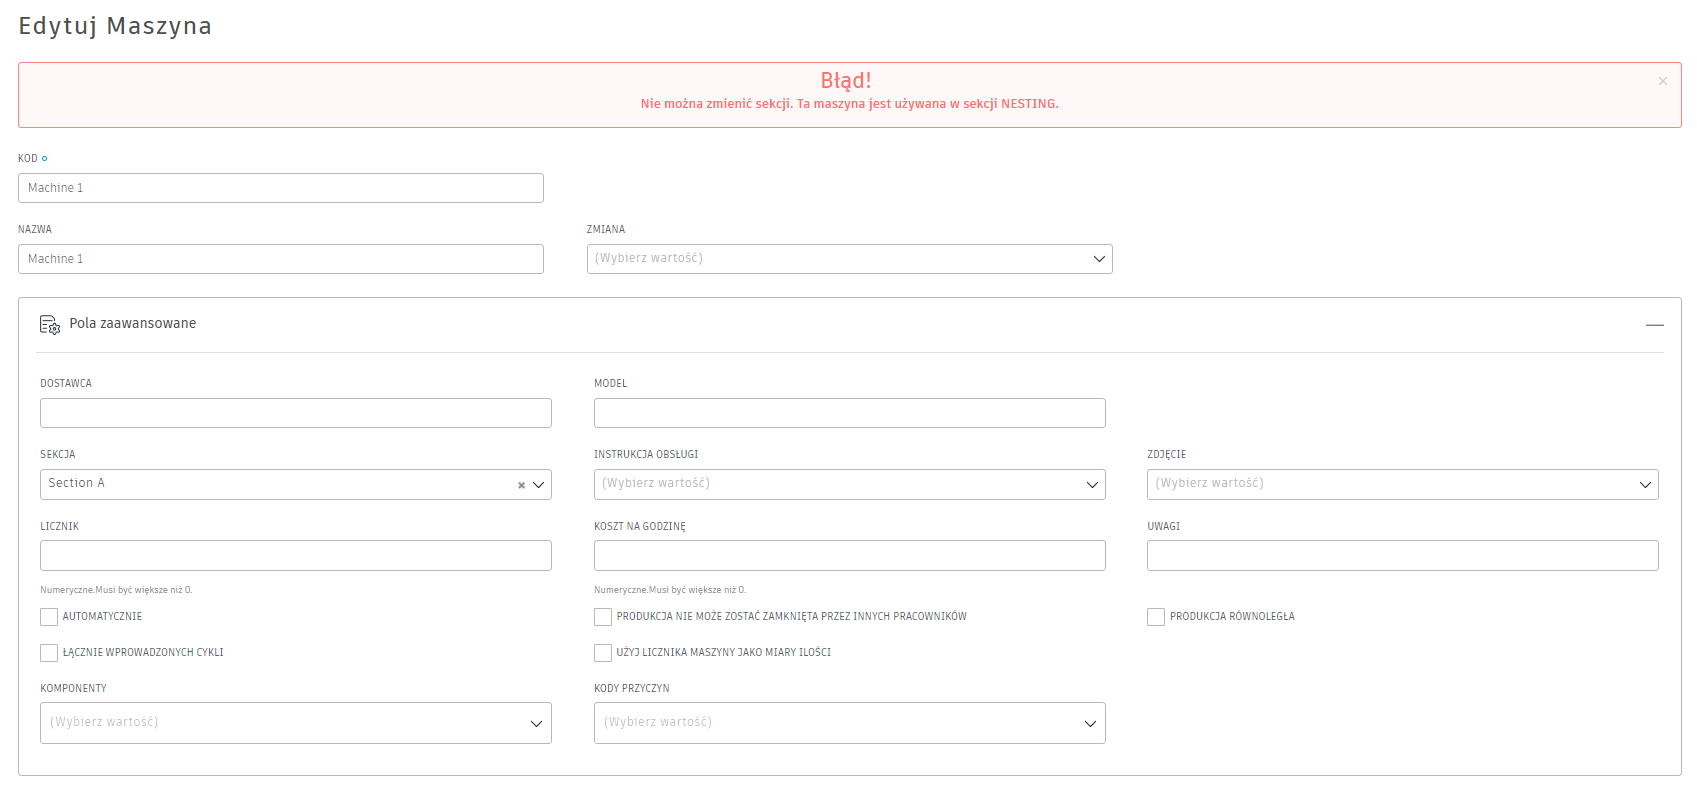 Edytuj Maszyna
Błąd!
×
Nie można zmienić sekcji. Ta maszyna jest używana w sekcji NESTING.
KOD
Machine 1
NAZWA
ZMIANA
Machine 1
(Wybierz wartość)
Pola zaawansowane
DOSTAWCA
MODEL
SEKCJA
INSTRUKCJA OBSŁUGI
ZDJĘCIE
Section A
(Wybierz wartość)
(Wybierz wartość)
LICZNIK
KOSZT NA GODZINĘ
UWAGI
Numeryczne.Musi być większe niż 0.
Numeryczne.Musi być większe niż 0.
AUTOMATYCZNIE
PRODUKCJA NIE MOŻE ZOSTAĆ ZAMKNIĘTA PRZEZ INNYCH PRACOWNIKÓW
PRODUKCJA RÓWNOLEGŁA
ŁĄCZNIE WPROWADZONYCH CYKLI
UŻYJ LICZNIKA MASZYNY JAKO MIARY ILOŚCI
KOMPONENTY
KODY PRZYCZYN
(Wybierz wartość)
(Wybierz wartość)